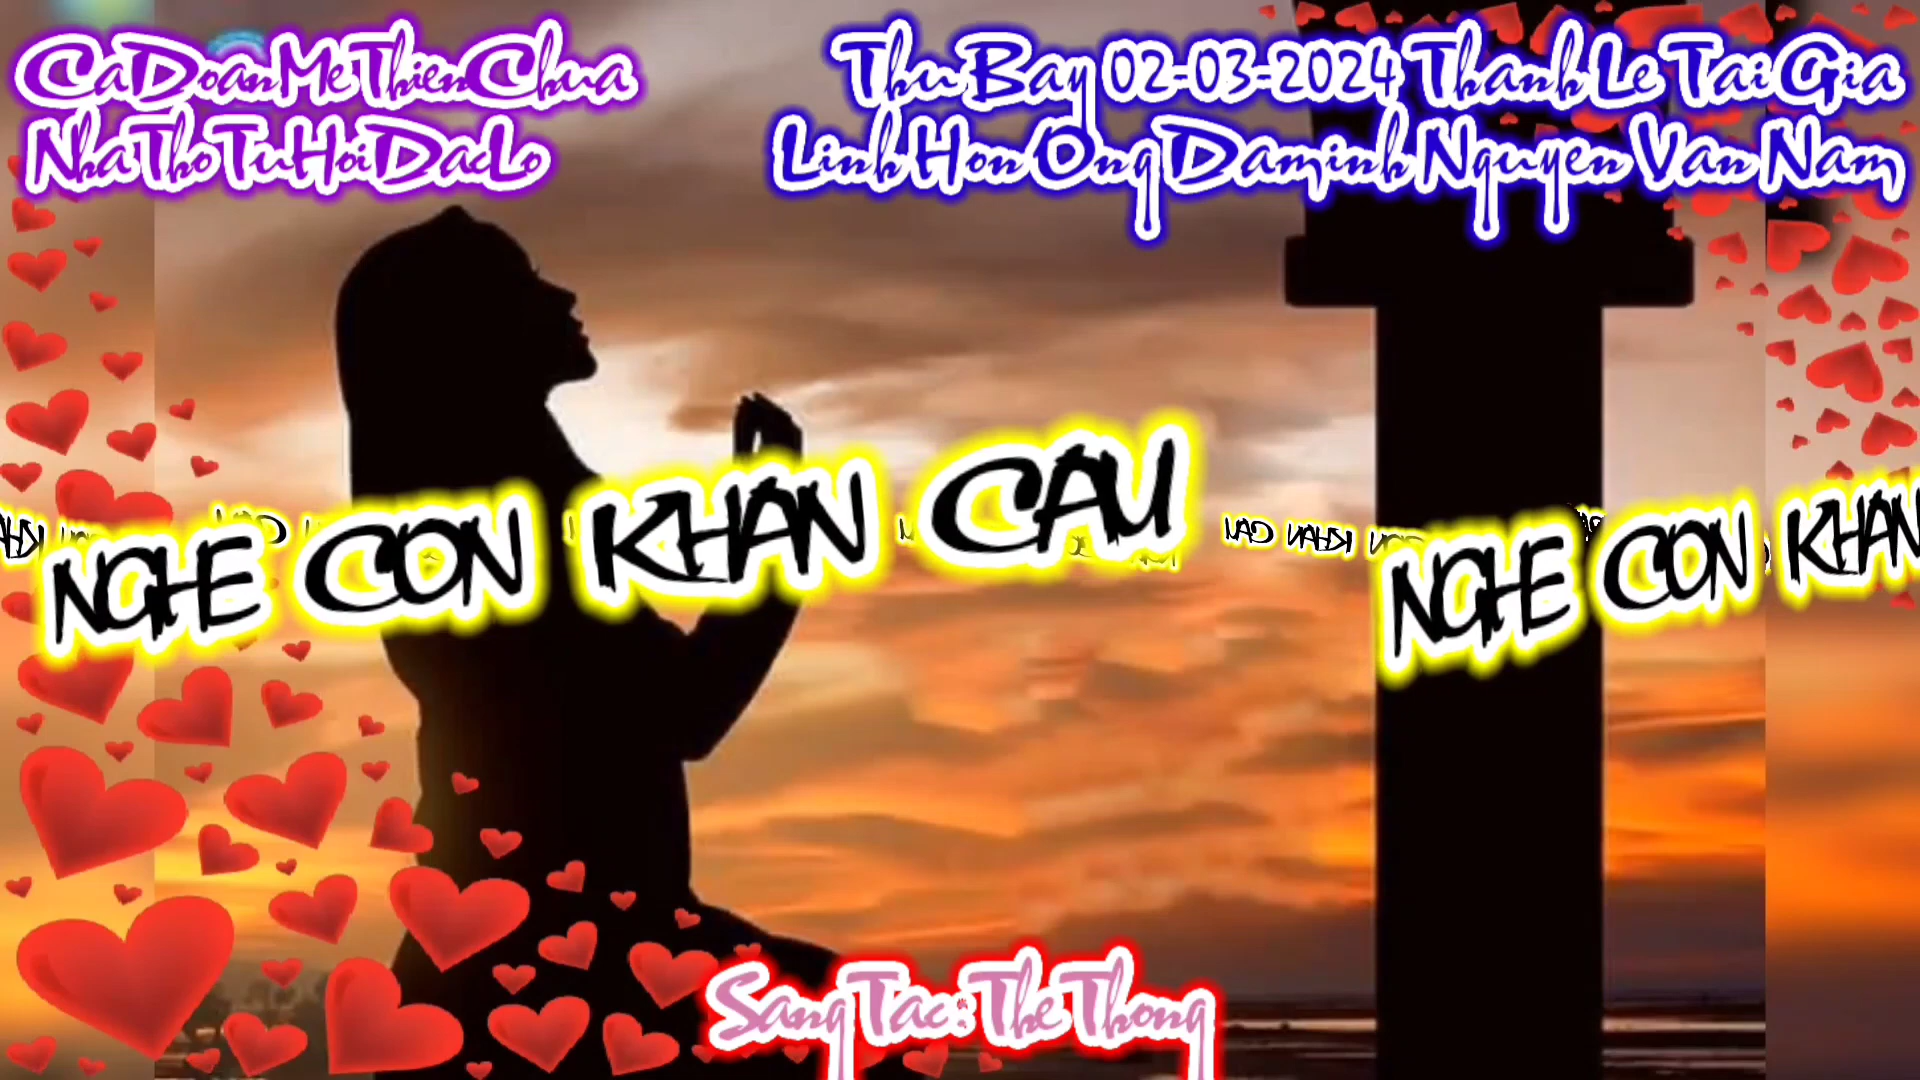 CaDoanMeThienChua
NhaThoTuHoiDacLo
Thu Bay 02-03-2024 Thanh Le Tai Gia
Linh Hon Ong Daminh Nguyen Van Nam
NGHE CON KHAN CAU
NGHE CON KHAN
Sang Tac : The Thong